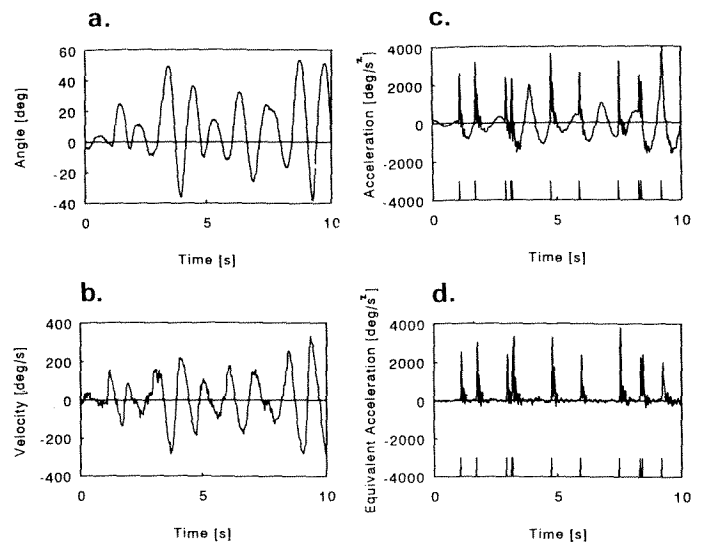 a.
60
40
20
0
-20
-40
Angle [deg]
0 5 10
Time [s]
b.
400
200
0
-200
-400
Velocity [deg/s]
0 5 10
Time [s]
c.
4000
2000
0
-2000
-4000
Acceleration [deg/s²]
0 5 10
Time [s]
d.
4000
2000
0
-2000
-4000
Equivalent Acceleration [deg/s²]
0 5 10
Time [s]